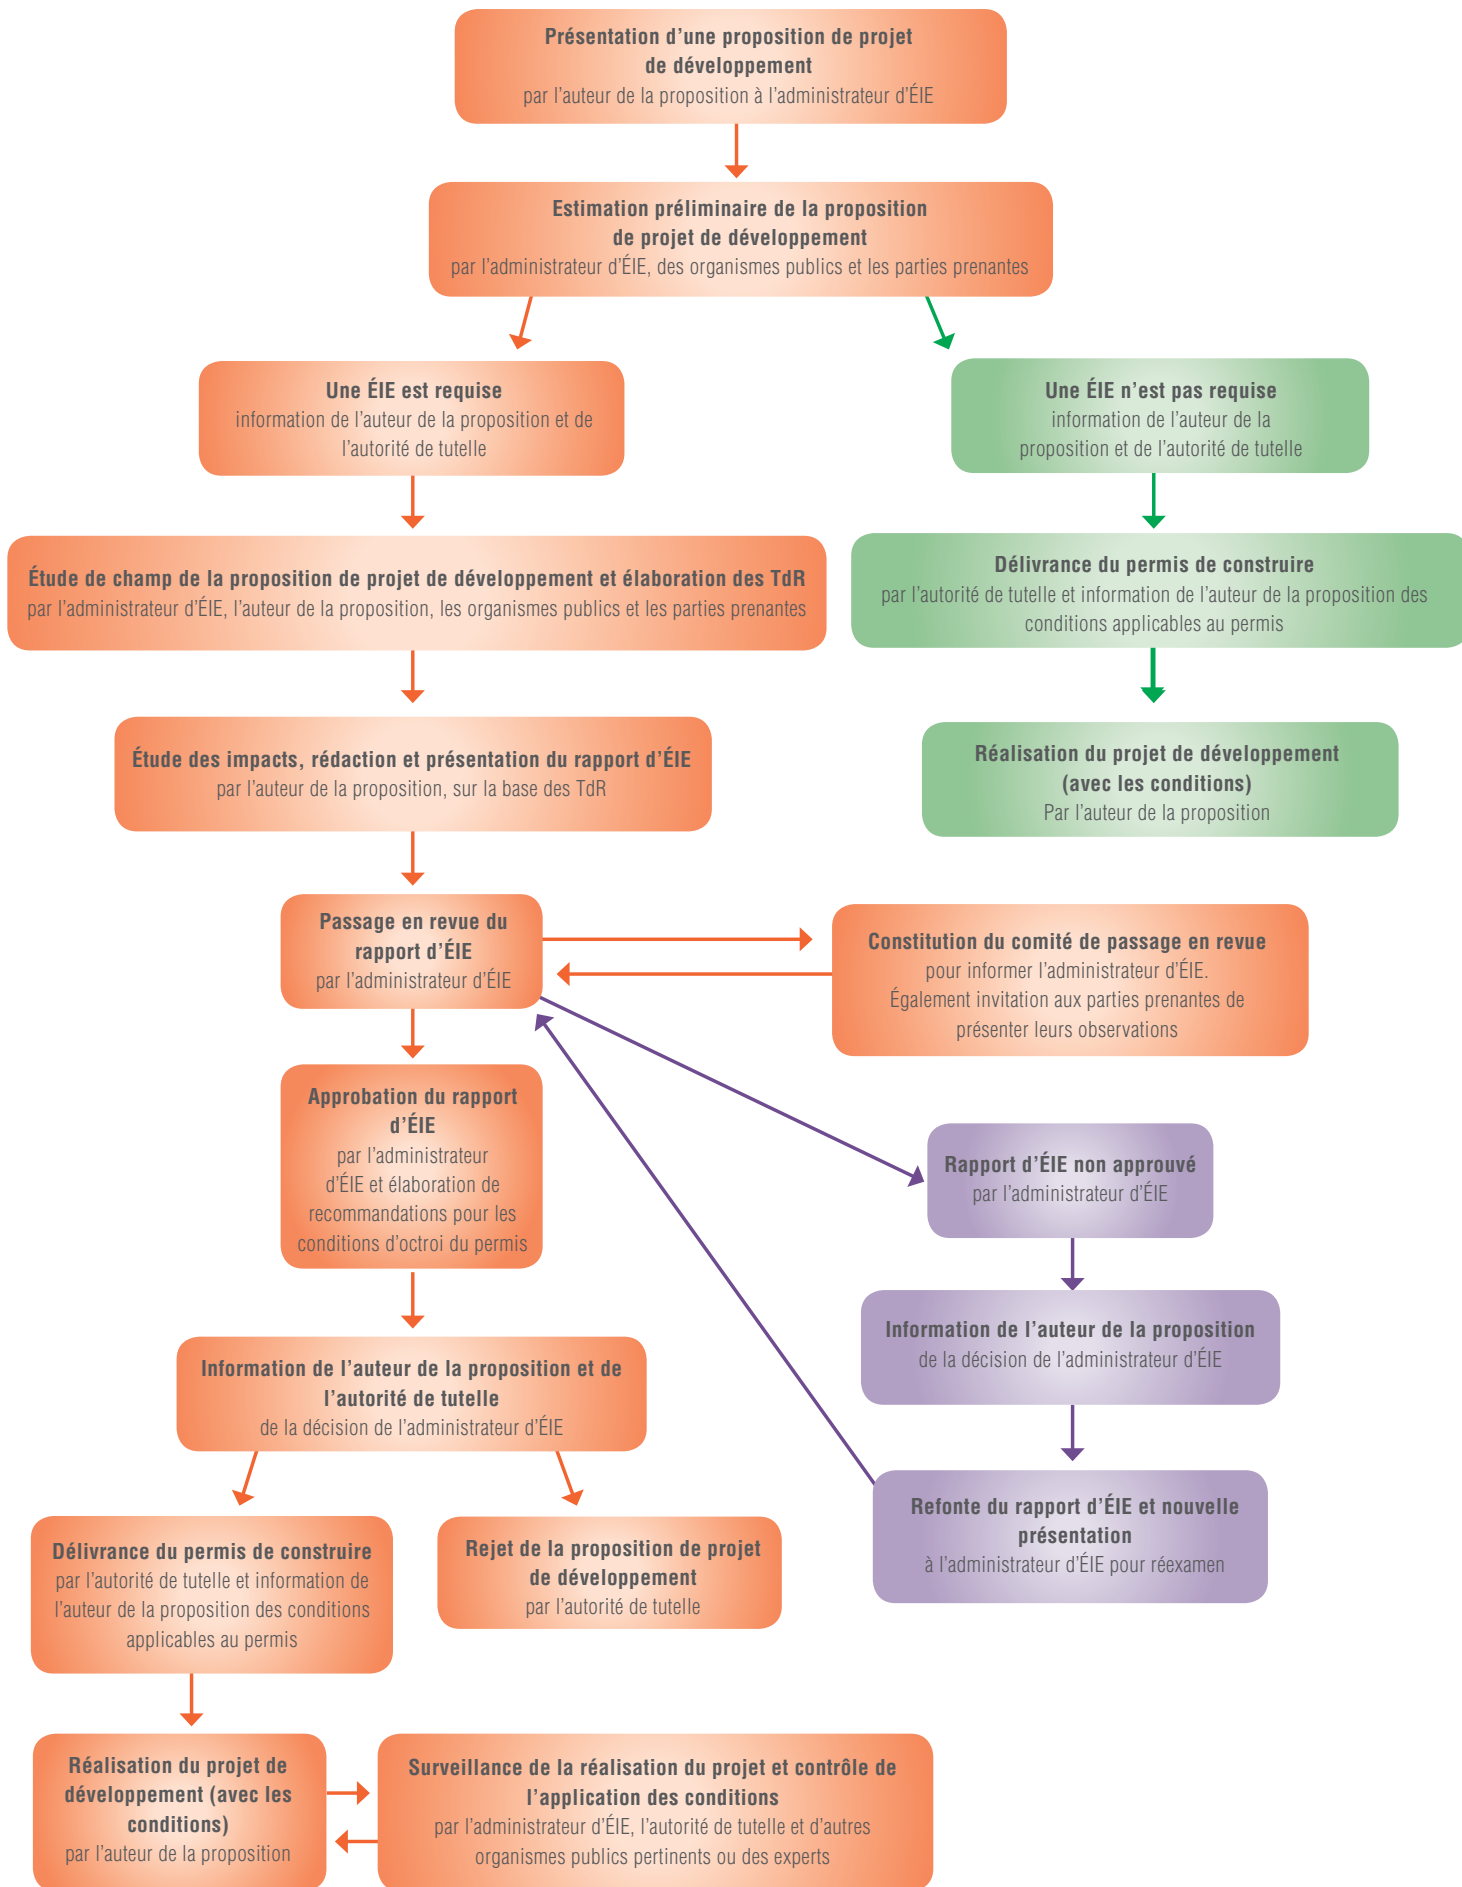 Présentation d’une proposition de projet
de développement
par l’auteur de la proposition à l’administrateur d’ÉIE
Estimation préliminaire de la proposition
de projet de développement
par l’administrateur d’ÉIE, des organismes publics et les parties prenantes
Une ÉIE est requise
information de l’auteur de la proposition et de
l’autorité de tutelle
Une ÉIE n’est pas requise
information de l’auteur de la
proposition et de l’autorité de tutelle
Étude de champ de la proposition de projet de développement et élaboration des TdR
par l’administrateur d’ÉIE, l’auteur de la proposition, les organismes publics et les parties prenantes
Délivrance du permis de construire
par l’autorité de tutelle et information de l’auteur de la proposition des
conditions applicables au permis
Étude des impacts, rédaction et présentation du rapport d’ÉIE
par l’auteur de la proposition, sur la base des TdR
Réalisation du projet de développement
(avec les conditions)
Par l’auteur de la proposition
Passage en revue du
rapport d’ÉIE
par l’administrateur d’ÉIE
Constitution du comité de passage en revue
pour informer l’administrateur d’ÉIE.
Également invitation aux parties prenantes de
présenter leurs observations
Approbation du rapport
d’ÉIE
par l’administrateur
d’ÉIE et élaboration de
recommandations pour les
conditions d’octroi du permis
Rapport d’ÉIE non approuvé
par l’administrateur d’ÉIE
Information de l’auteur de la proposition
de la décision de l’administrateur d’ÉIE
Information de l’auteur de la proposition et de
l’autorité de tutelle
de la décision de l’administrateur d’ÉIE
Refonte du rapport d’ÉIE et nouvelle
présentation
à l’administrateur d’ÉIE pour réexamen
Délivrance du permis de construire
par l’autorité de tutelle et information de
l’auteur de la proposition des conditions
applicables au permis
Rejet de la proposition de projet
de développement
par l’autorité de tutelle
Réalisation du projet de
développement (avec les
conditions)
par l’auteur de la proposition
Surveillance de la réalisation du projet et contrôle de
l’application des conditions
par l’administrateur d’ÉIE, l’autorité de tutelle et d’autres
organismes publics pertinents ou des experts